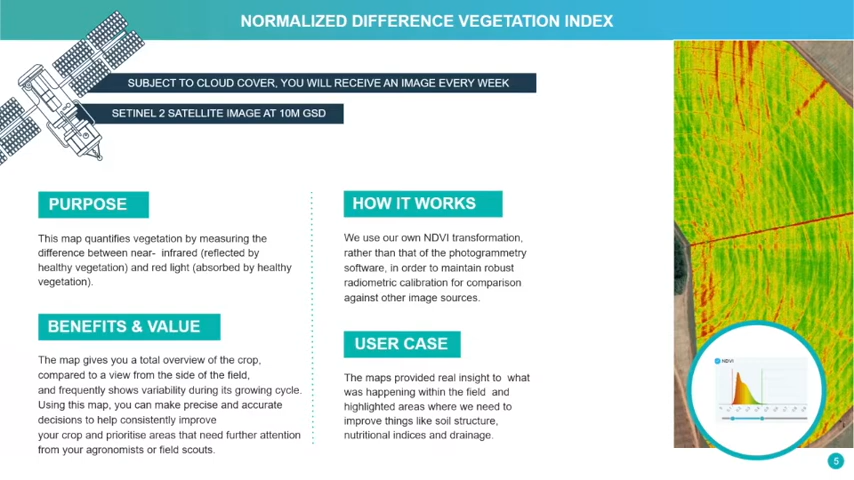 NORMALIZED DIFFERENCE VEGETATION INDEX
SUBJECT TO CLOUD COVER, YOU WILL RECEIVE AN IMAGE EVERY WEEK
SETINEL 2 SATELLITE IMAGE AT 10M GSD
PURPOSE
This map quantifies vegetation by measuring the
difference between near- infrared (reflected by
healthy vegetation) and red light (absorbed by healthy
vegetation).
BENEFITS & VALUE
The map gives you a total overview of the crop,
compared to a view from the side of the field,
and frequently shows variability during its growing cycle.
Using this map, you can make precise and accurate
decisions to help consistently improve
your crop and prioritise areas that need further attention
from your agronomists or field scouts.
HOW IT WORKS
We use our own NDVI transformation,
rather than that of the photogrammetry
software, in order to maintain robust
radiometric calibration for comparison
against other image sources.
USER CASE
The maps provided real insight to what
was happening within the field and
highlighted areas where we need to
improve things like soil structure,
nutritional indices and drainage.
NDVI
5